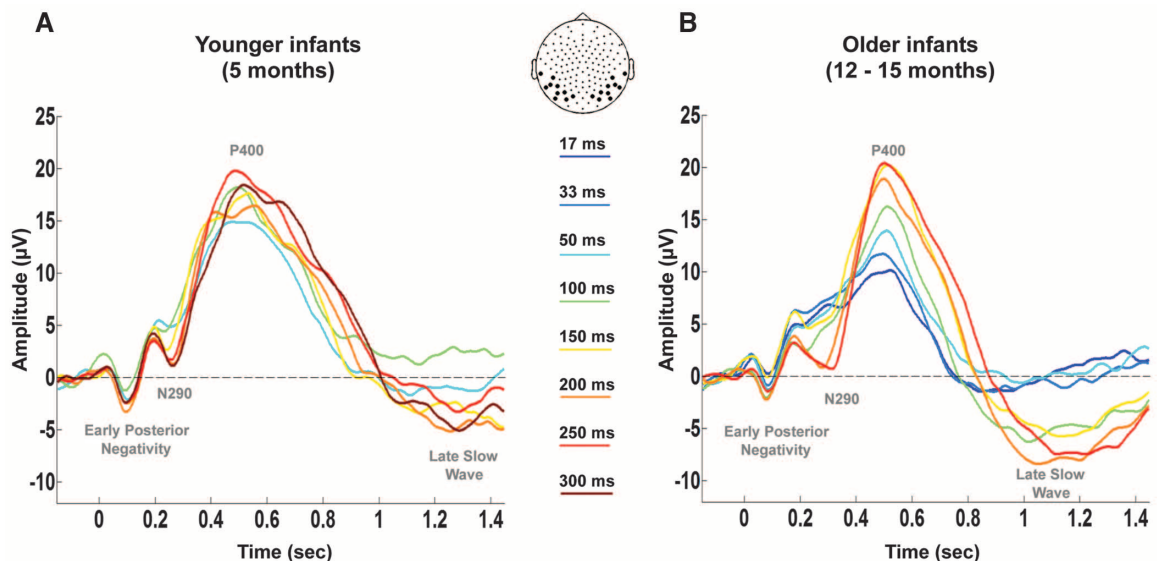 A
Younger infants
(5 months)
25
20
15
10
5
0
-5
-10
Amplitude (µV)
P400
N290
Early Posterior
Negativity
Late Slow
Wave
0 0.2 0.4 0.6 0.8 1 1.2 1.4
Time (sec)
17 ms
33 ms
50 ms
100 ms
150 ms
200 ms
250 ms
300 ms
B
Older infants
(12 - 15 months)
25
20
15
10
5
0
-5
-10
Amplitude (µV)
P400
N290
Early Posterior
Negativity
Late Slow
Wave
0 0.2 0.4 0.6 0.8 1 1.2 1.4
Time (sec)